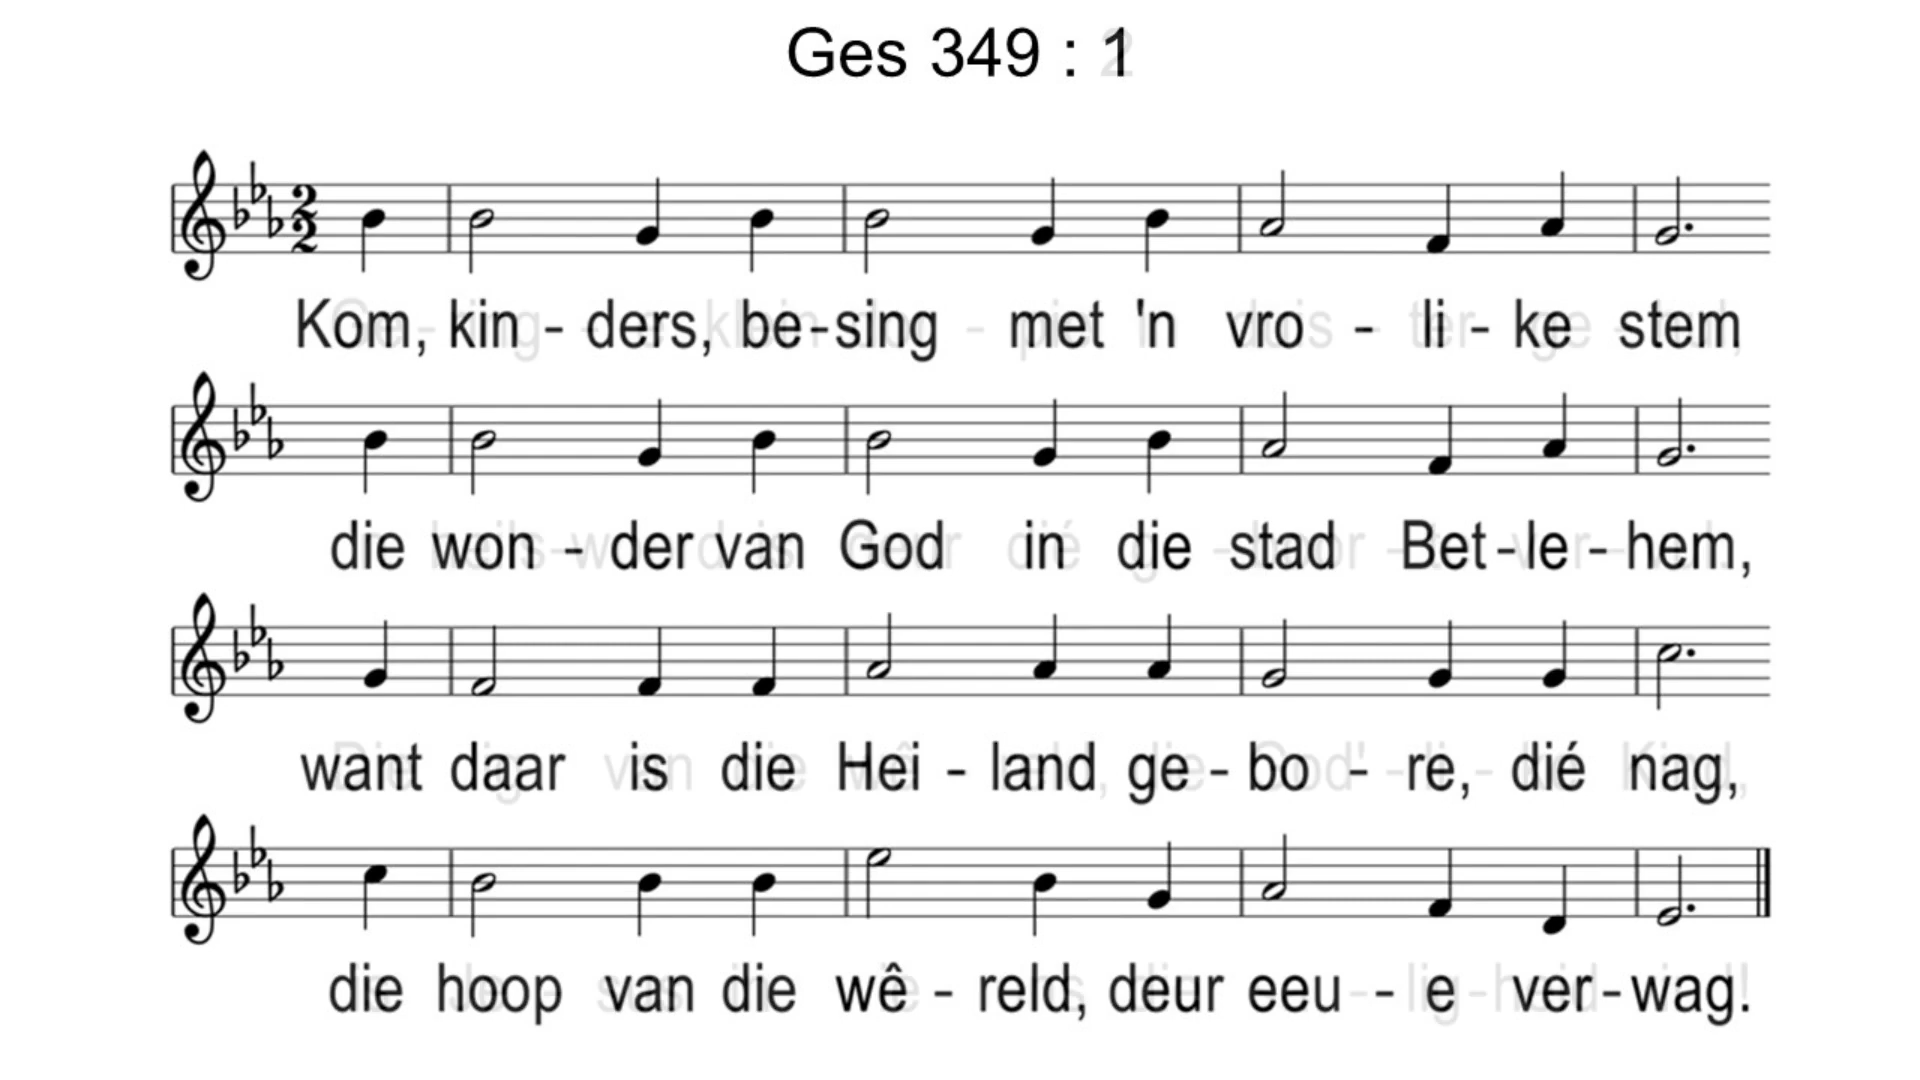 Ges 349 : 1
Kom, kin - ders, be - sing met 'n vro - li - ke stem
die won - der van God in die stad Bet - le - hem,
want daar is die Hei - land ge - bo - re, dié nag,
die hoop van die wê - reld, deur eeu - e ver - wag.